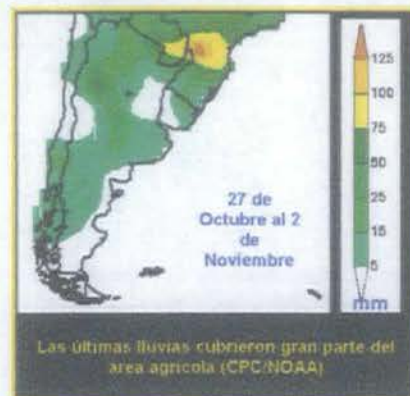 27 de
Octubre al 2
de
Noviembre
125
100
75
50
25
15
5
mm
Las últimas lluvias cubrieron gran parte del
area agrícola (CPC/NOAA)